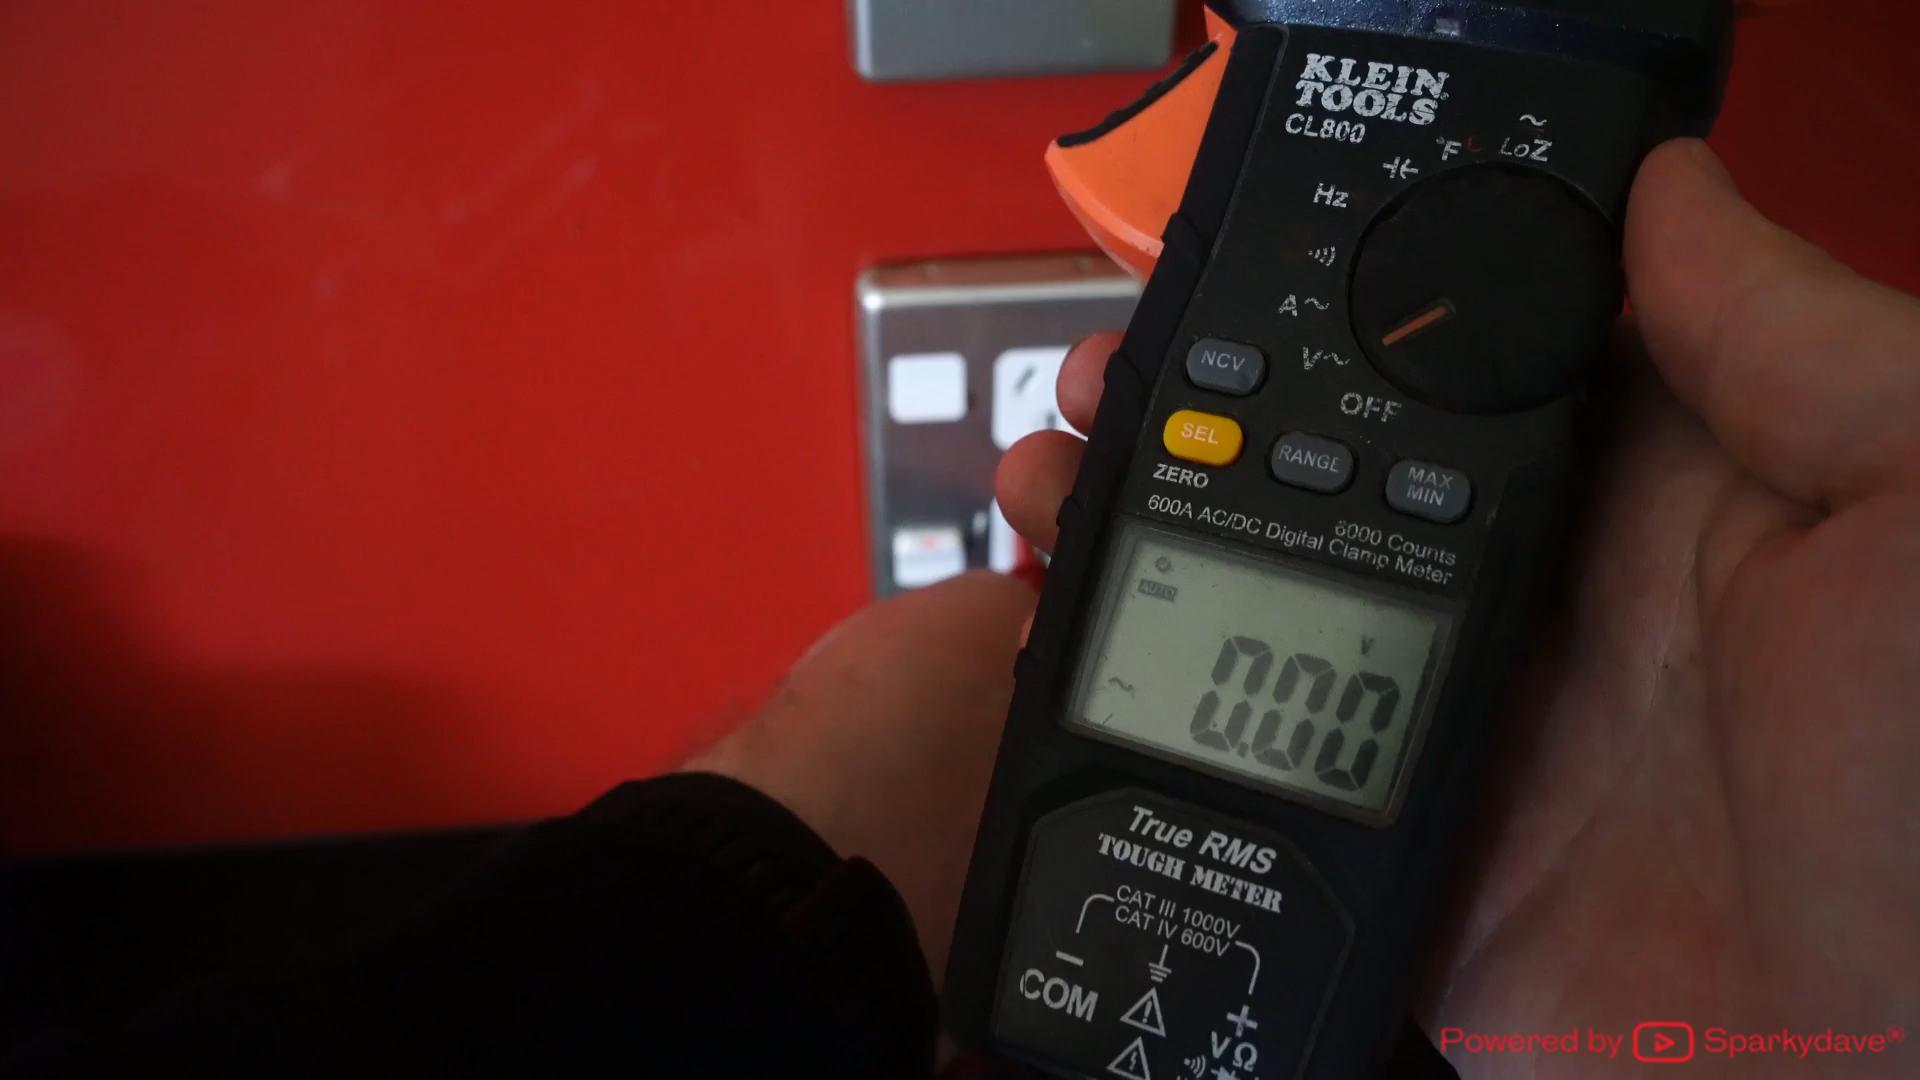 KLEIN
TOOLS
CL800
~
LoZ
°F
Hz
A~
V~
OFF
NCV
SEL
RANGE
MAX
MIN
ZERO
6000 Counts
600A AC/DC Digital Clamp Meter
AUTO
V
~
0.00
True RMS
TOUGH METER
CAT III 1000V
CAT IV 600V
−
COM
+
VΩ
Powered by Sparkydave®